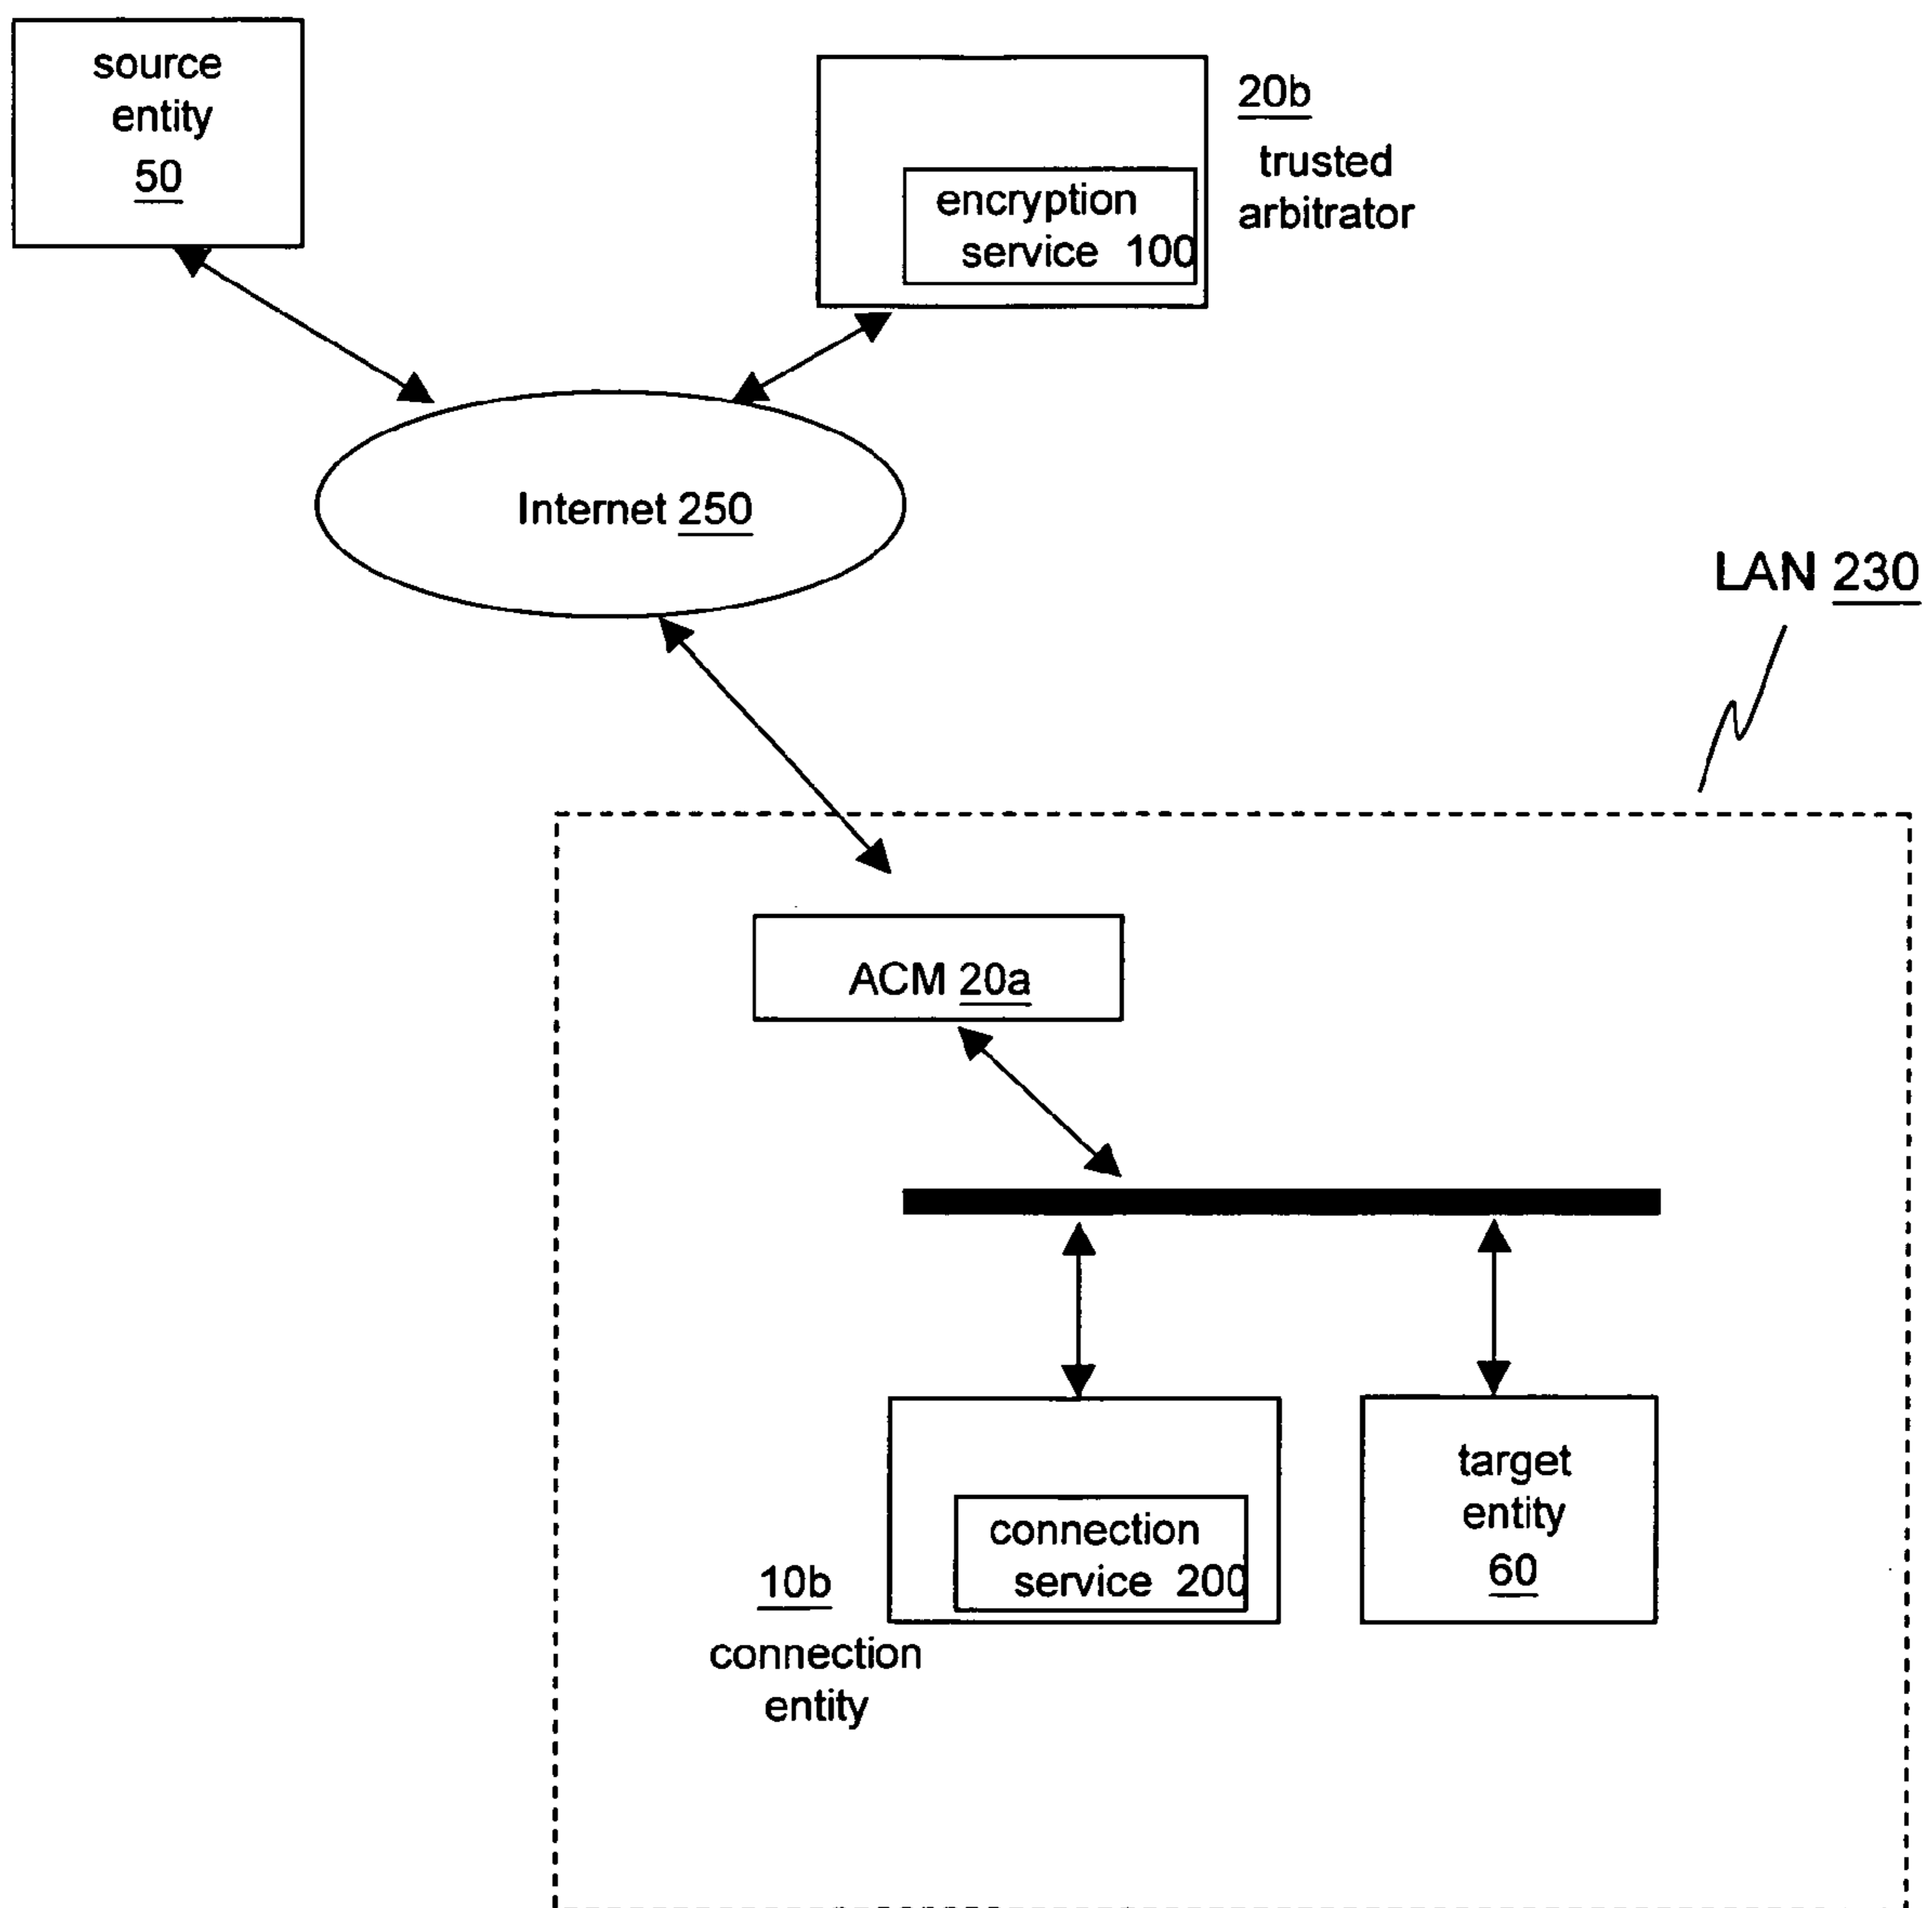 source
entity
50
20b
trusted
arbitrator
encryption
service 100
Internet 250
LAN 230
ACM 20a
connection
service 200
10b
connection
entity
target
entity
60